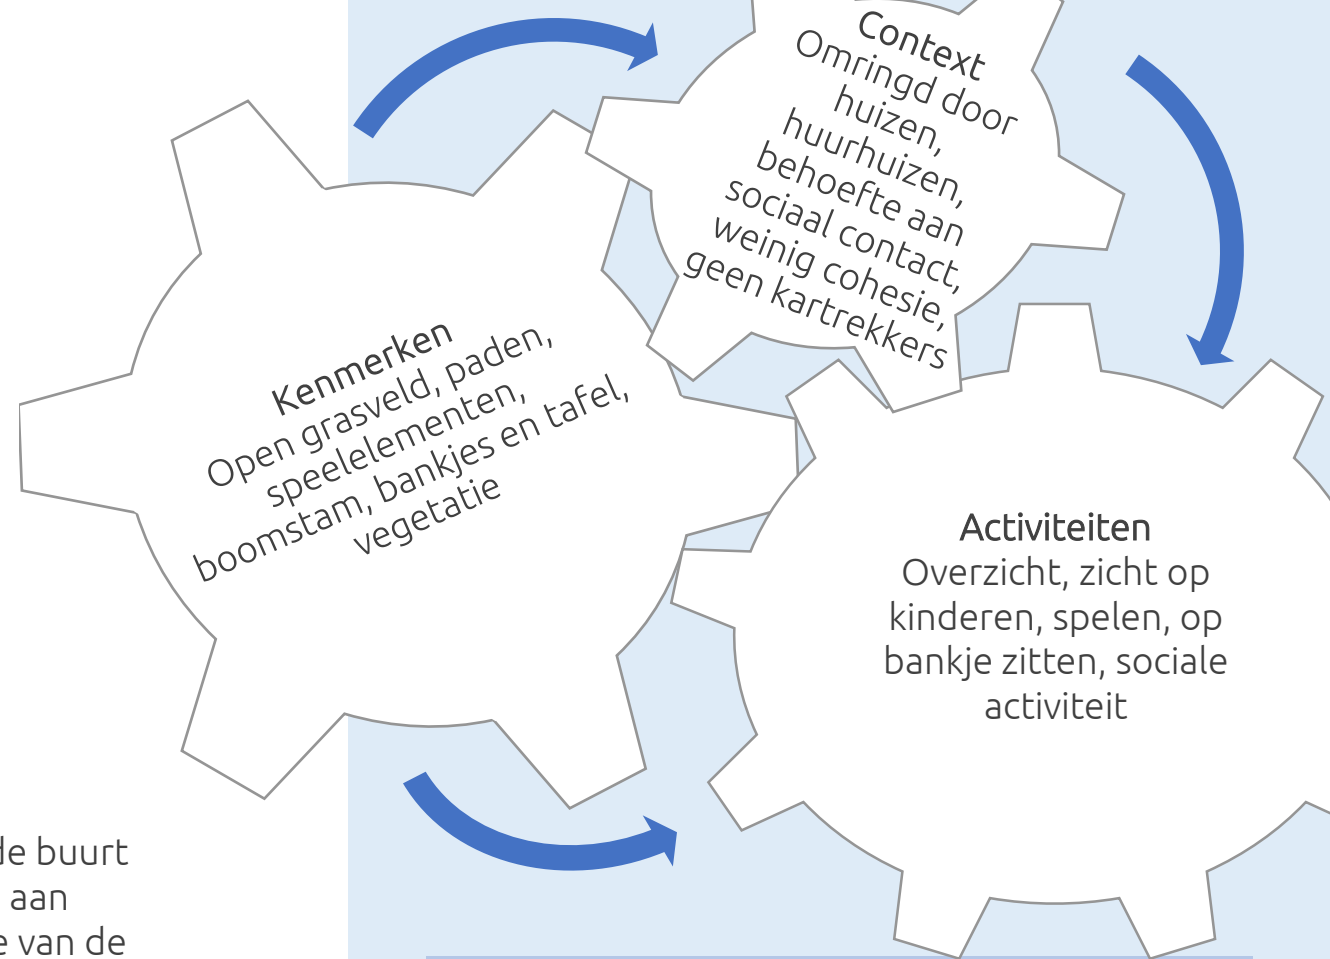 Context
Omringd door
huizen,
huurhuizen,
behoefte aan
sociaal contact,
weinig cohesie,
geen kartrekkers
Kenmerken
Open grasveld, paden,
speelelementen,
boomstam, bankjes en tafel,
vegetatie
Activiteiten
Overzicht, zicht op
kinderen, spelen, op
bankje zitten, sociale
activiteit
de buurt
aan
van de